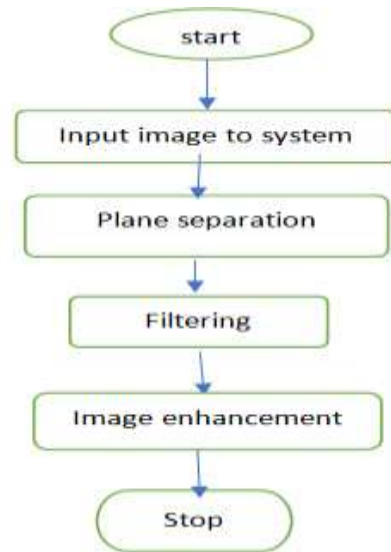 start
Input image to system
Plane separation
Filtering
Image enhancement
Stop